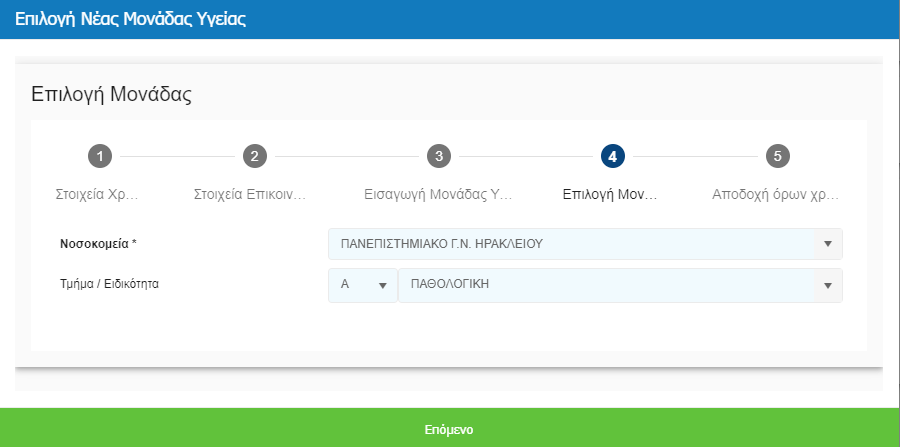 Επιλογή Νέας Μονάδας Υγείας
Επιλογή Μονάδας
1 2 3 4 5
Στοιχεία Χρ... Στοιχεία Επικοιν... Εισαγωγή Μονάδας Υ... Επιλογή Μον... Αποδοχή όρων χρ...
Νοσοκομεία * ΠΑΝΕΠΙΣΤΗΜΙΑΚΟ Γ.Ν. ΗΡΑΚΛΕΙΟΥ
Τμήμα / Ειδικότητα Α ΠΑΘΟΛΟΓΙΚΗ
Επόμενο